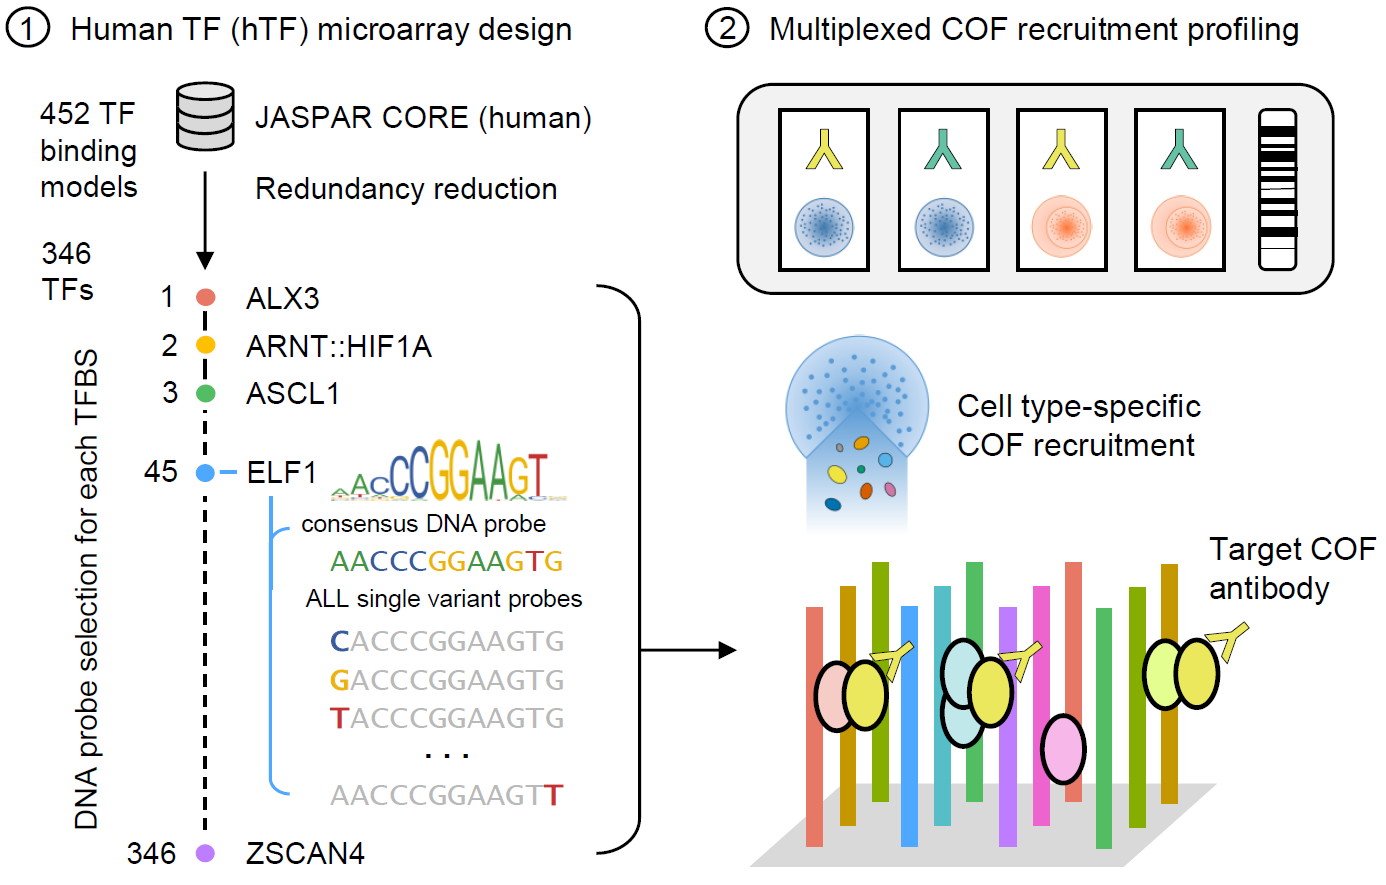 1 Human TF (hTF) microarray design
452 TF
binding
models
JASPAR CORE (human)
Redundancy reduction
346
TFs
DNA probe selection for each TFBS
1 ALX3
2 ARNT::HIF1A
3 ASCL1
45 ELF1
AACCCGGAAGT
consensus DNA probe
AACCCGGAAGTG
ALL single variant probes
CACCCGGAAGTG
GACCCGGAAGTG
TACCCGGAAGTG
...
AACCCGGAAGTT
346 ZSCAN4
2 Multiplexed COF recruitment profiling
Cell type-specific
COF recruitment
Target COF
antibody